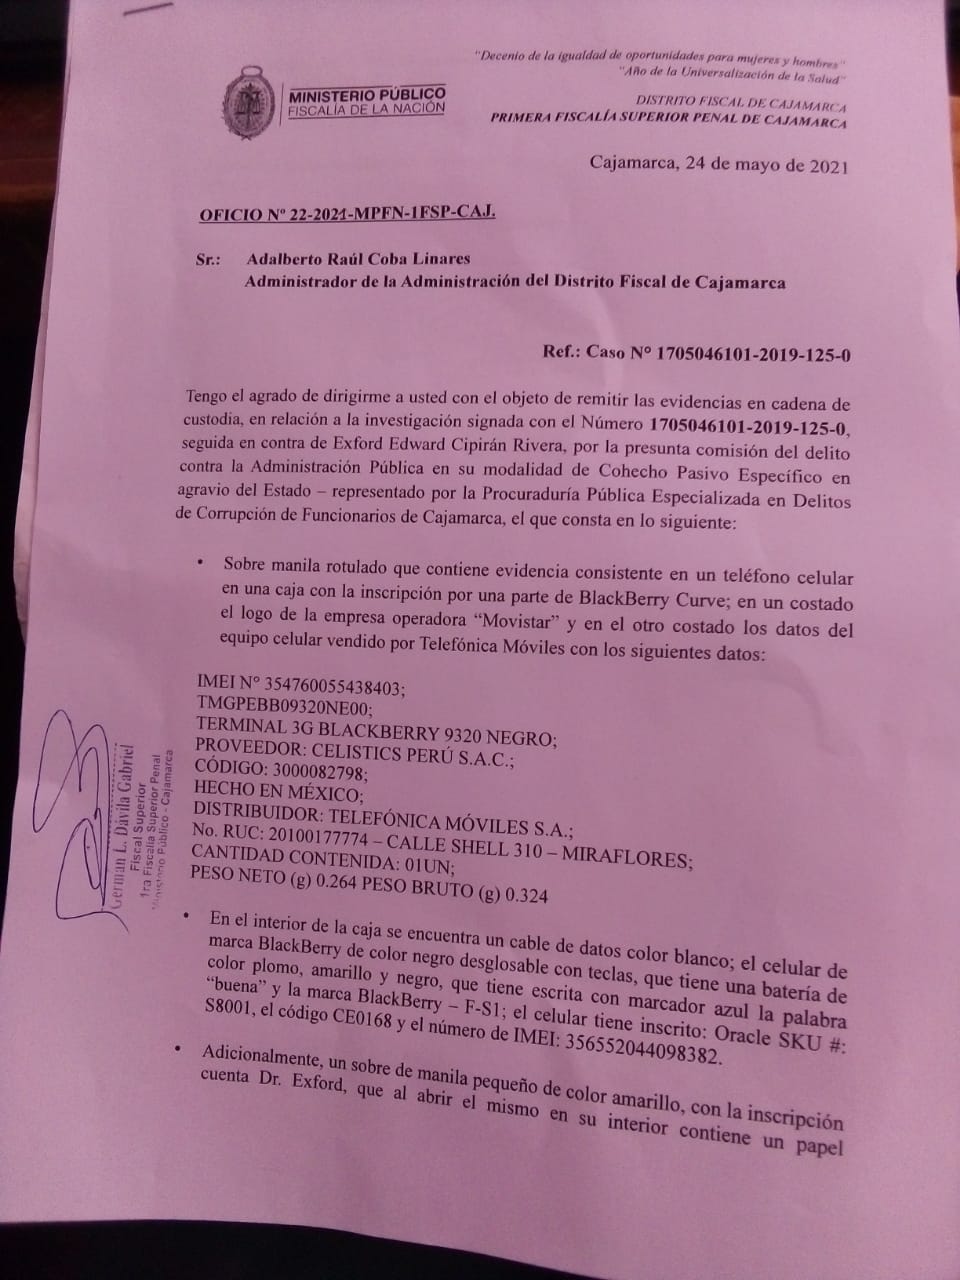 "Decenio de la igualdad de oportunidades para mujeres y hombres"
"Año de la Universalización de la Salud"
MINISTERIO PÚBLICO
FISCALÍA DE LA NACIÓN
DISTRITO FISCAL DE CAJAMARCA
PRIMERA FISCALÍA SUPERIOR PENAL DE CAJAMARCA
Cajamarca, 24 de mayo de 2021
OFICIO Nº 22-2021-MPFN-1FSP-CAJ.
Sr.: Adalberto Raúl Coba Linares
Administrador de la Administración del Distrito Fiscal de Cajamarca
Ref.: Caso N° 1705046101-2019-125-0
Tengo el agrado de dirigirme a usted con el objeto de remitir las evidencias en cadena de
custodia, en relación a la investigación signada con el Número 1705046101-2019-125-0,
seguida en contra de Exford Edward Cipirán Rivera, por la presunta comisión del delito
contra la Administración Pública en su modalidad de Cohecho Pasivo Específico en
agravio del Estado – representado por la Procuraduría Pública Especializada en Delitos
de Corrupción de Funcionarios de Cajamarca, el que consta en lo siguiente:
• Sobre manila rotulado que contiene evidencia consistente en un teléfono celular
en una caja con la inscripción por una parte de BlackBerry Curve; en un costado
el logo de la empresa operadora “Movistar” y en el otro costado los datos del
equipo celular vendido por Telefónica Móviles con los siguientes datos:
IMEI N° 354760055438403;
TMGPEBB09320NE00;
TERMINAL 3G BLACKBERRY 9320 NEGRO;
PROVEEDOR: CELISTICS PERÚ S.A.C.;
CÓDIGO: 3000082798;
HECHO EN MÉXICO;
DISTRIBUIDOR: TELEFÓNICA MÓVILES S.A.;
No. RUC: 20100177774 – CALLE SHELL 310 – MIRAFLORES;
CANTIDAD CONTENIDA: 01UN;
PESO NETO (g) 0.264 PESO BRUTO (g) 0.324
• En el interior de la caja se encuentra un cable de datos color blanco; el celular de
marca BlackBerry de color negro desglosable con teclas, que tiene una batería de
color plomo, amarillo y negro, que tiene escrita con marcador azul la palabra
“buena” y la marca BlackBerry – F-S1; el celular tiene inscrito: Oracle SKU #:
S8001, el código CE0168 y el número de IMEI: 356552044098382.
• Adicionalmente, un sobre de manila pequeño de color amarillo, con la inscripción
cuenta Dr. Exford, que al abrir el mismo en su interior contiene un papel
German L. Dávila Gabriel
Fiscal Superior
1ra Fiscalía Superior Penal
Ministerio Público - Cajamarca